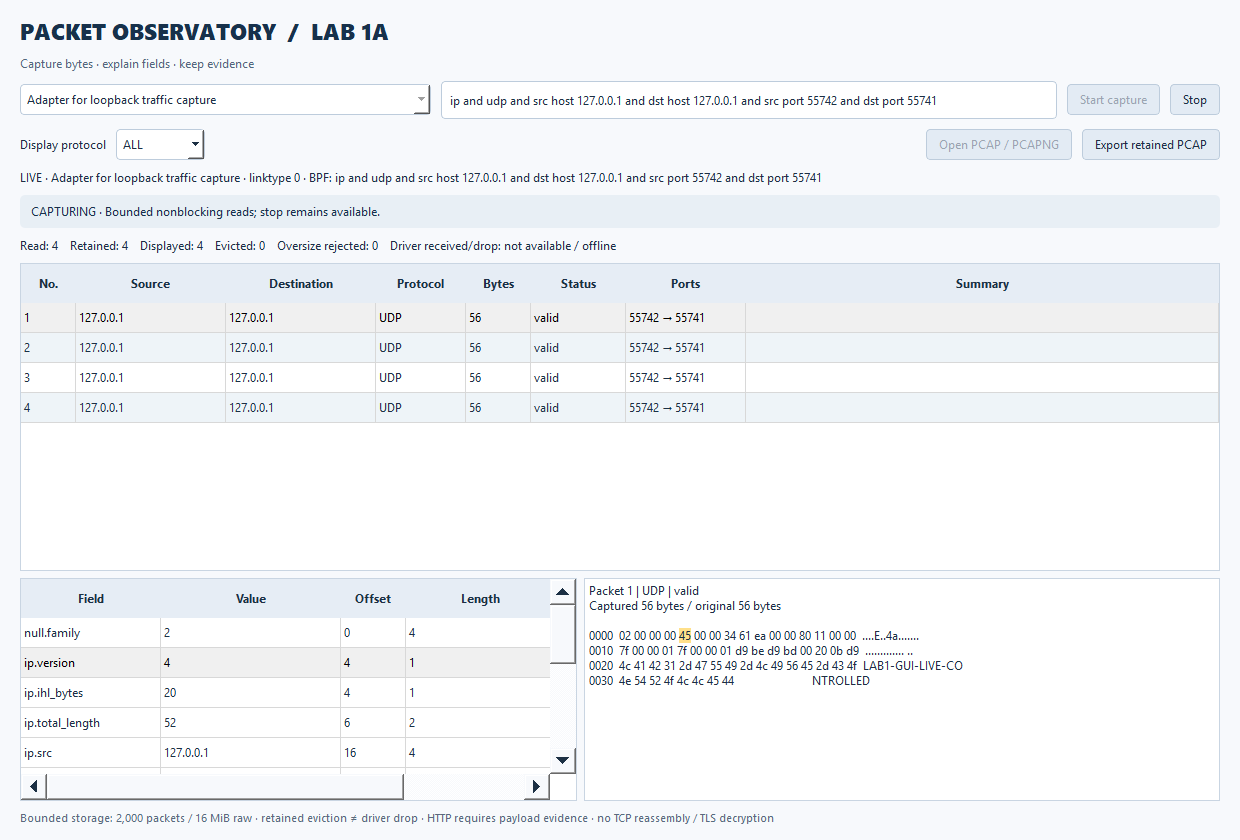 PACKET OBSERVATORY / LAB 1A
Capture bytes · explain fields · keep evidence
Adapter for loopback traffic capture
ip and udp and src host 127.0.0.1 and dst host 127.0.0.1 and src port 55742 and dst port 55741
Start capture
Stop
Display protocol
ALL
Open PCAP / PCAPNG
Export retained PCAP
LIVE · Adapter for loopback traffic capture · linktype 0 · BPF: ip and udp and src host 127.0.0.1 and dst host 127.0.0.1 and src port 55742 and dst port 55741
CAPTURING · Bounded nonblocking reads; stop remains available.
Read: 4 Retained: 4 Displayed: 4 Evicted: 0 Oversize rejected: 0 Driver received/drop: not available / offline
No. Source Destination Protocol Bytes Status Ports Summary
1 127.0.0.1 127.0.0.1 UDP 56 valid 55742 → 55741
2 127.0.0.1 127.0.0.1 UDP 56 valid 55742 → 55741
3 127.0.0.1 127.0.0.1 UDP 56 valid 55742 → 55741
4 127.0.0.1 127.0.0.1 UDP 56 valid 55742 → 55741
Field Value Offset Length
null.family 2 0 4
ip.version 4 4 1
ip.ihl_bytes 20 4 1
ip.total_length 52 6 2
ip.src 127.0.0.1 16 4
Packet 1 | UDP | valid
Captured 56 bytes / original 56 bytes
0000 02 00 00 00 45 00 00 34 61 ea 00 00 80 11 00 00 ....E..4a.......
0010 7f 00 00 01 7f 00 00 01 d9 be d9 bd 00 20 0b d9 ............. ..
0020 4c 41 42 31 2d 47 55 49 2d 4c 49 56 45 2d 43 4f LAB1-GUI-LIVE-CO
0030 4e 54 52 4f 4c 4c 45 44 NTROLLED
Bounded storage: 2,000 packets / 16 MiB raw · retained eviction ≠ driver drop · HTTP requires payload evidence · no TCP reassembly / TLS decryption